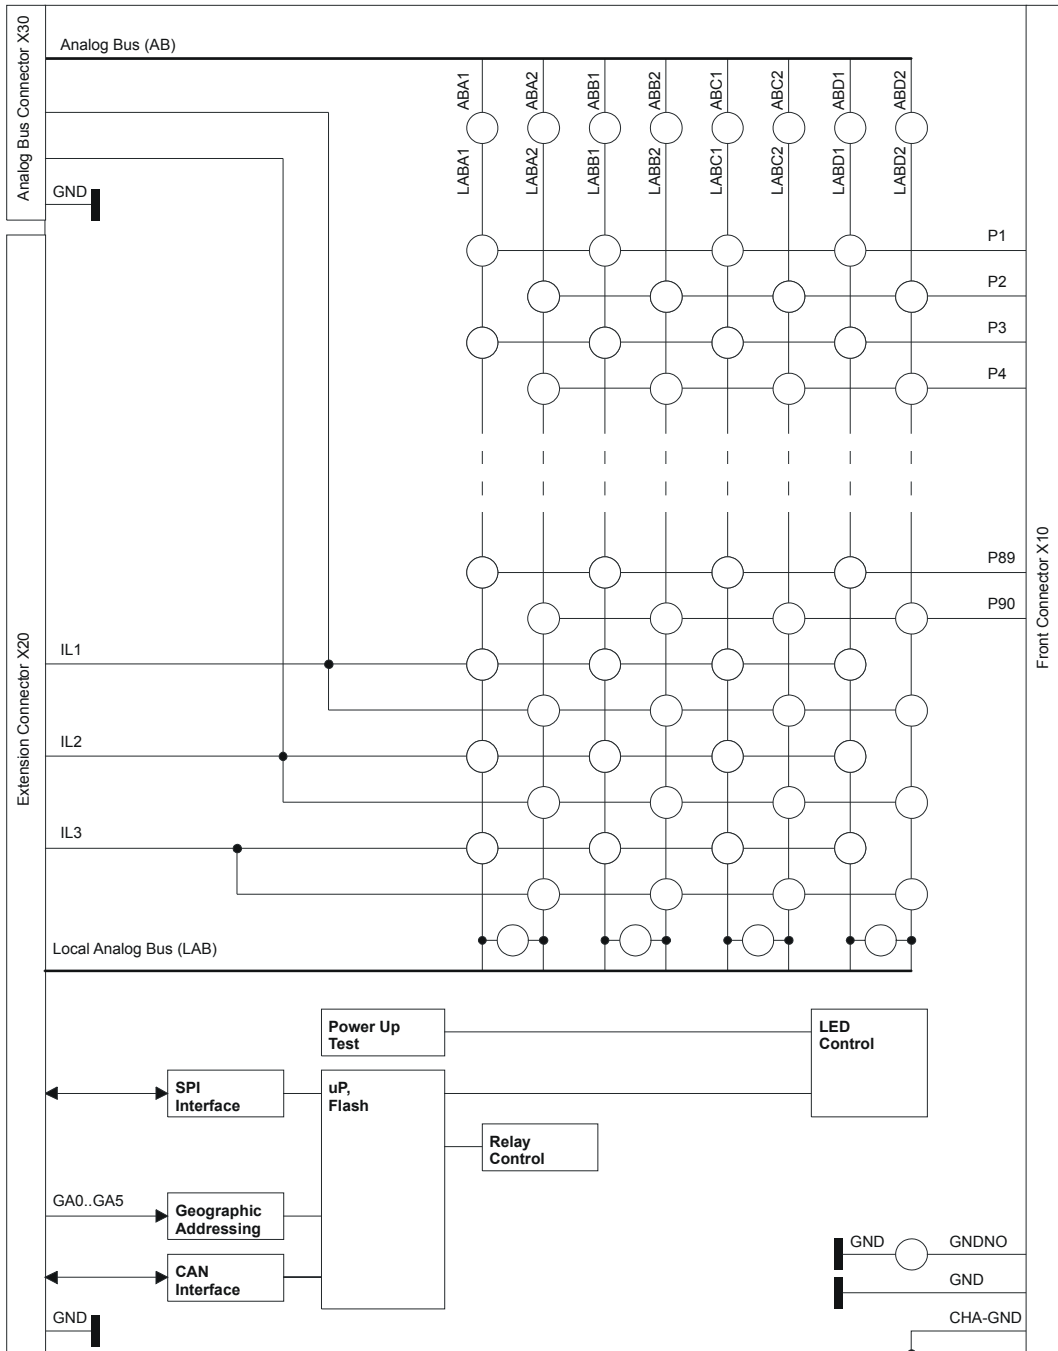 Analog Bus Connector X30
Analog Bus (AB)
ABA1
ABA2
ABB1
ABB2
ABC1
ABC2
ABD1
ABD2
LABA1
LABA2
LABB1
LABB2
LABC1
LABC2
LABD1
LABD2
GND
P1
P2
P3
P4
P89
P90
Front Connector X10
Extension Connector X20
IL1
IL2
IL3
Local Analog Bus (LAB)
Power Up
Test
LED
Control
SPI
Interface
uP,
Flash
Relay
Control
GA0..GA5
Geographic
Addressing
CAN
Interface
GND
GND
GNDNO
GND
CHA-GND